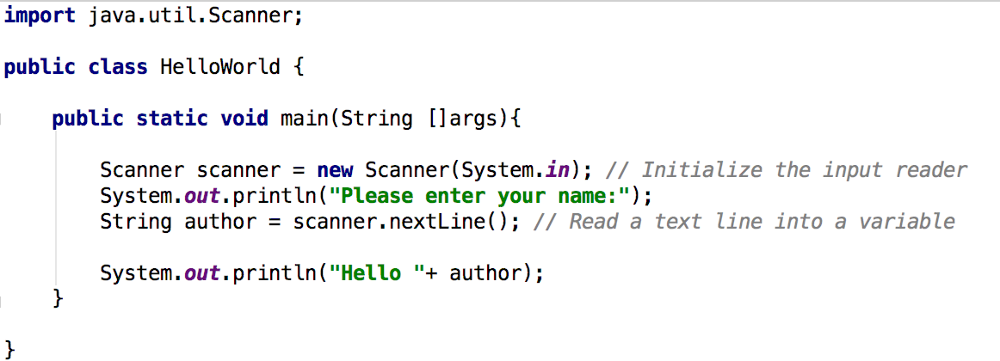 import java.util.Scanner;
public class HelloWorld {
public static void main(String []args){
Scanner scanner = new Scanner(System.in); // Initialize the input reader
System.out.println("Please enter your name:");
String author = scanner.nextLine(); // Read a text line into a variable
System.out.println("Hello "+ author);
}
}